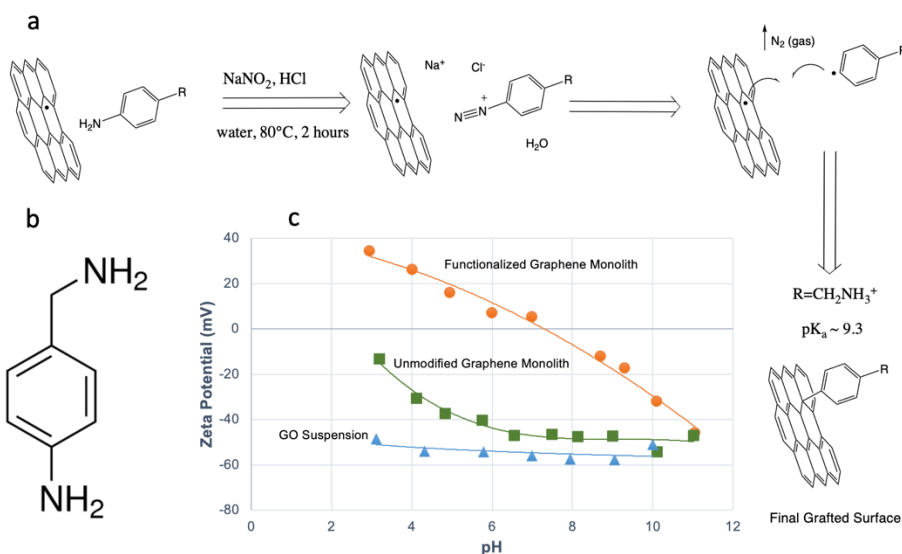 a
H₂N
R
NaNO₂, HCl
water, 80°C, 2 hours
Na⁺ Cl⁻
N≡N⁺
R
H₂O
N₂ (gas)
R
b
NH₂
NH₂
c
40
20
0
-20
-40
-60
-80
Zeta Potential (mV)
Functionalized Graphene Monolith
Unmodified Graphene Monolith
GO Suspension
0 2 4 6 8 10 12
pH
R=CH₂NH₃⁺
pKₐ ~ 9.3
R
Final Grafted Surface